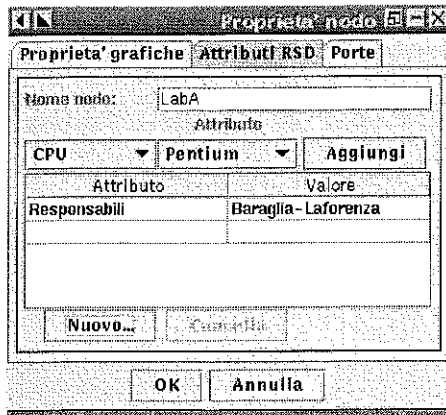 Proprieta' nodo
Proprieta' grafiche Attributi RSD Porte
Nome nodo: LabA
Attributo
CPU Pentium Aggiungi
Attributo Valore
Responsabili Baraglia-Laforenza
Nuovo... Cancella
OK Annulla